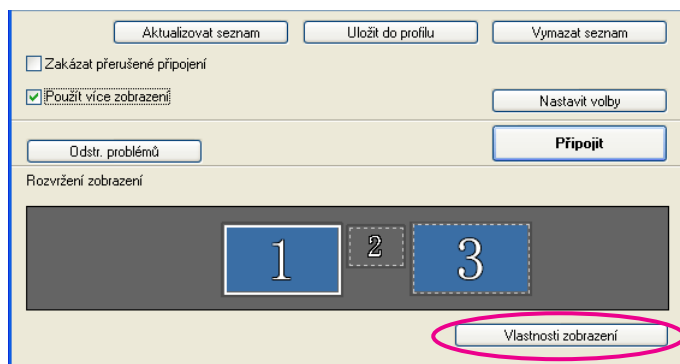 Aktualizovat seznam Uložit do profilu Vymazat seznam
Zakázat přerušené připojení
Použít více zobrazení
Nastavit volby
Odstr. problémů
Připojit
Rozvržení zobrazení
1 2 3
Vlastnosti zobrazení